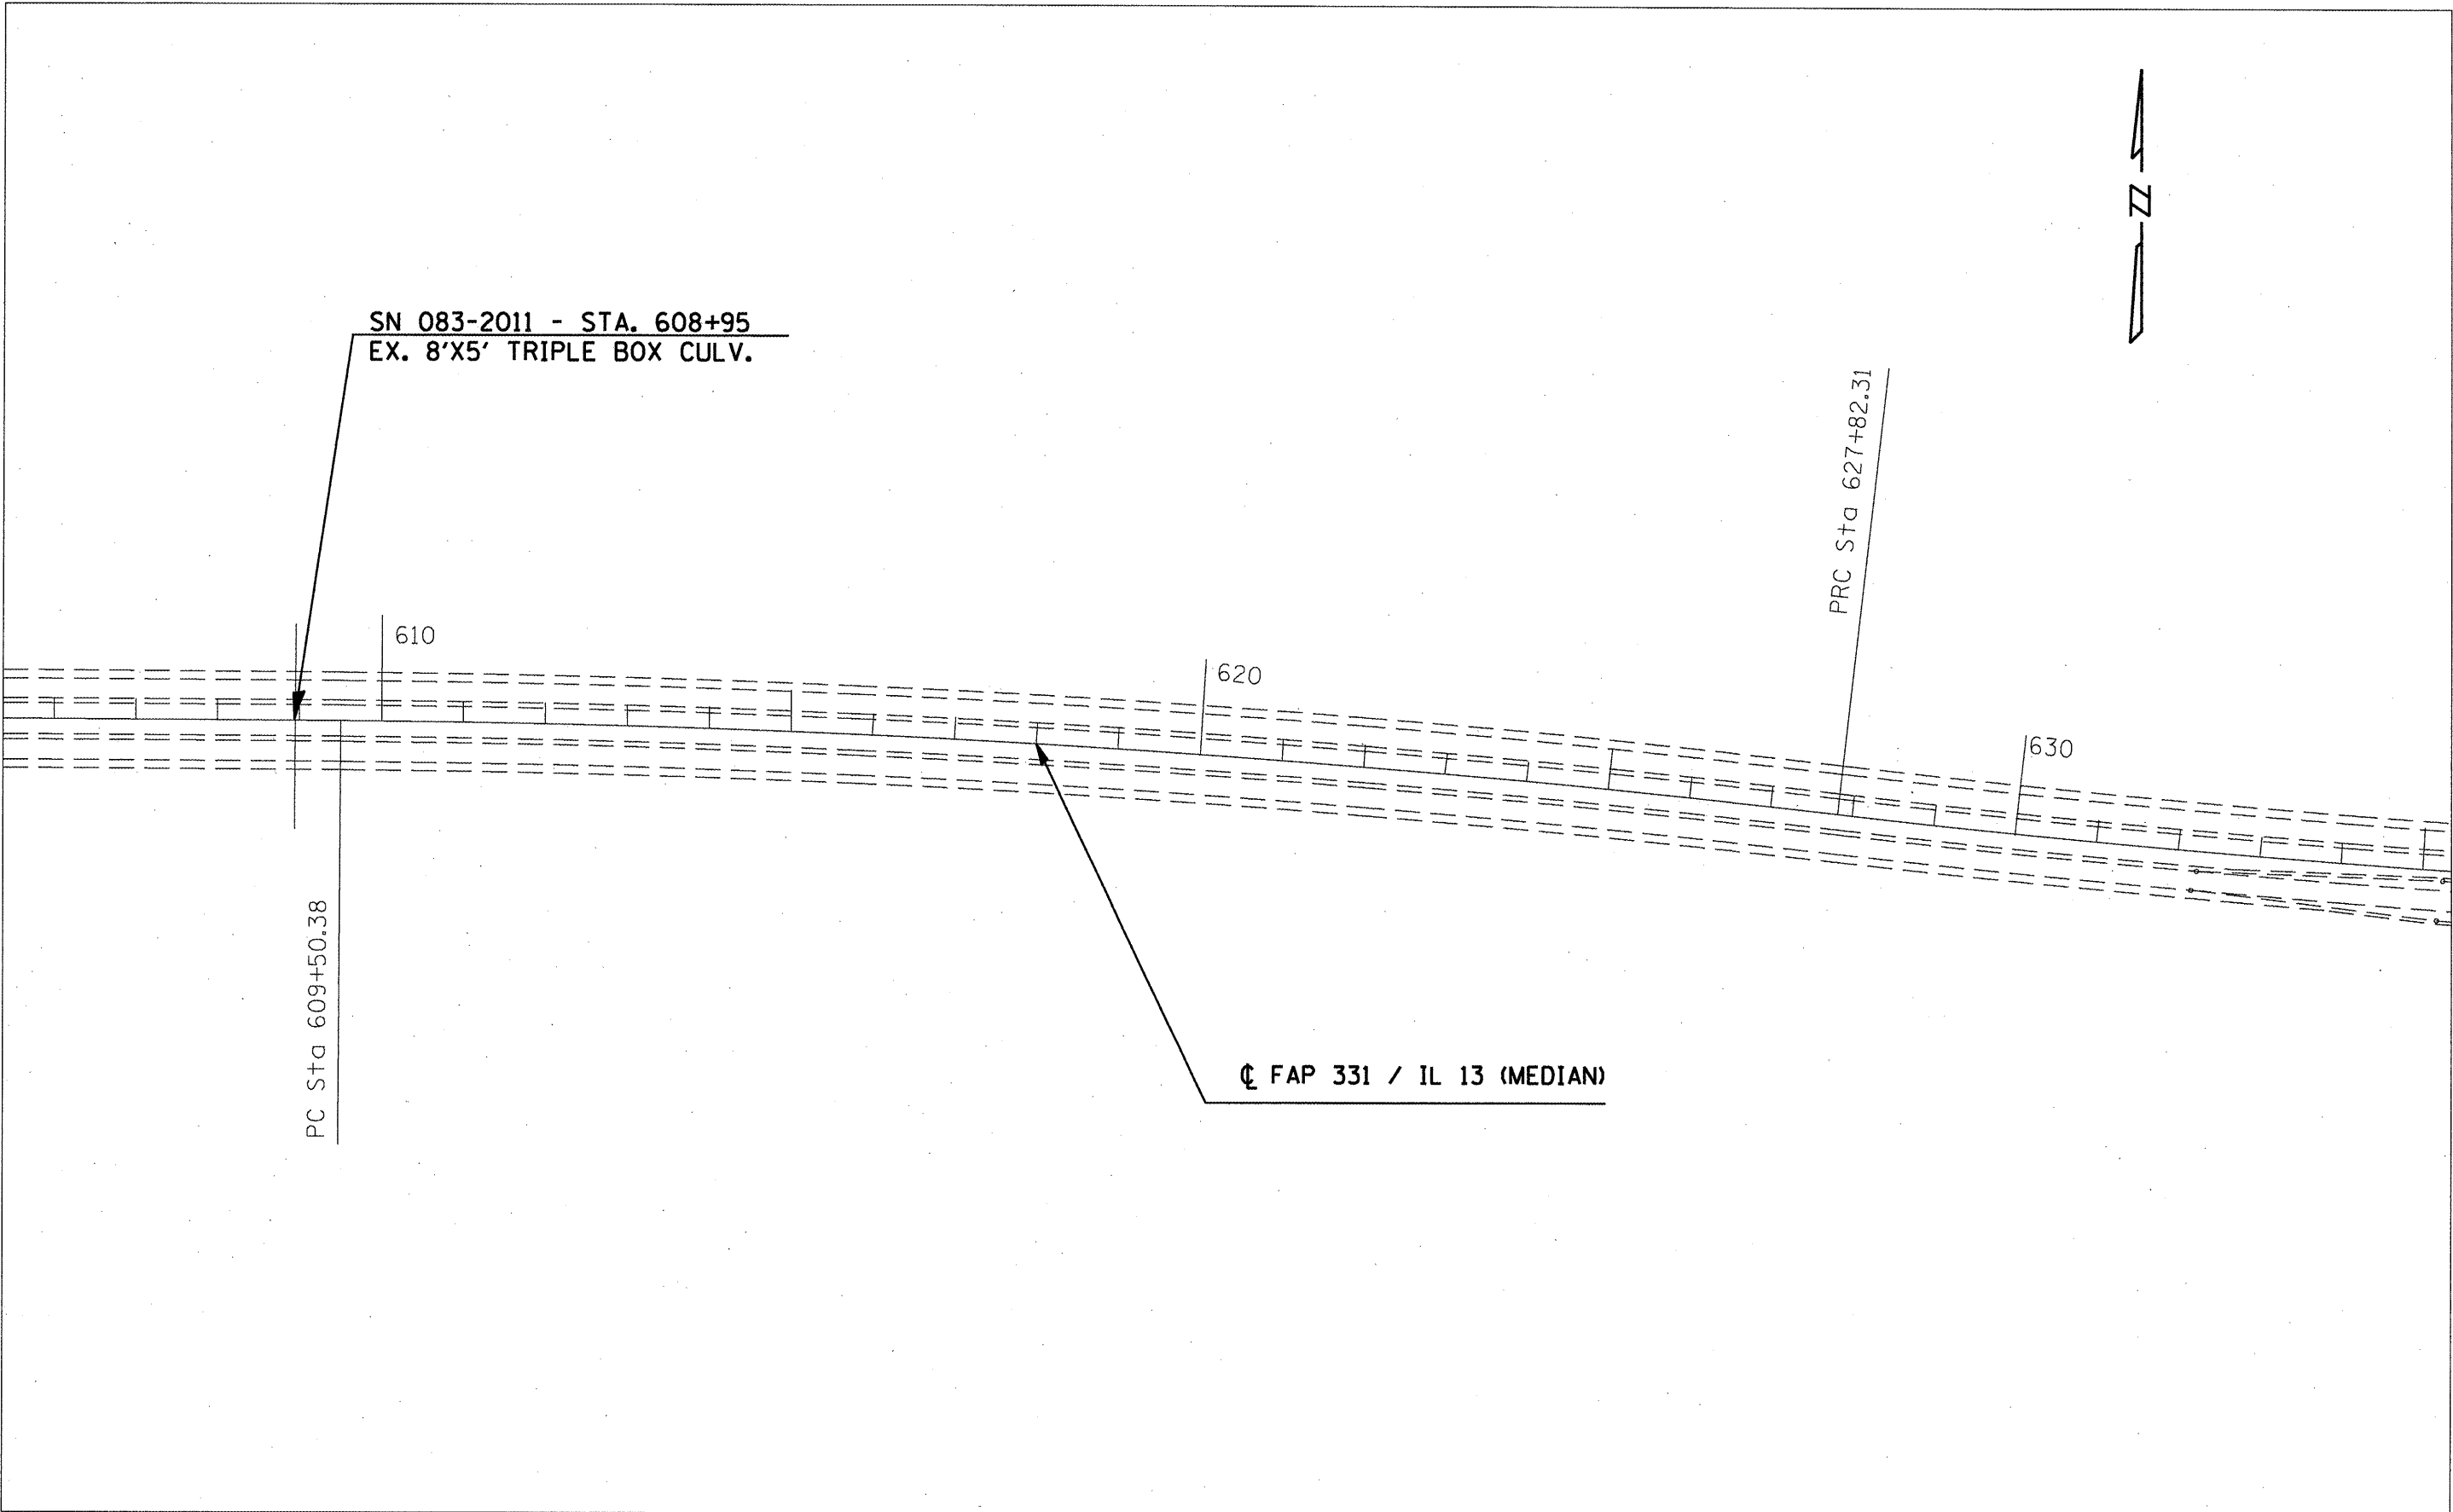 N
SN 083-2011 - STA. 608+95
EX. 8'X5' TRIPLE BOX CULV.
PRC Sta 627+82.31
610
620
630
PC Sta 609+50.38
℄ FAP 331 / IL 13 (MEDIAN)